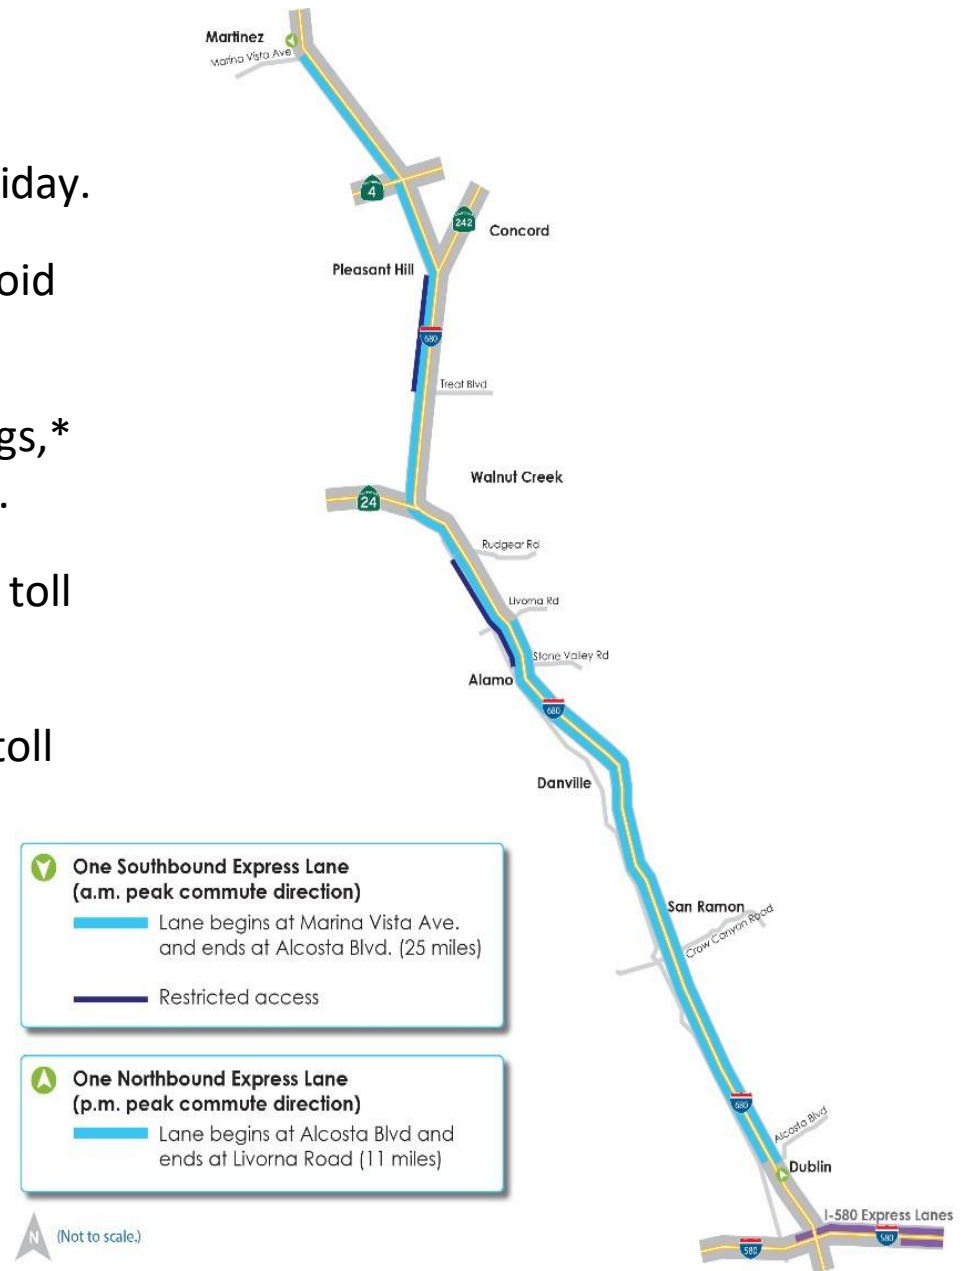 iday.
oid
gs,*
.
toll
toll
Martinez
Marina Vista Ave
4
242
Concord
Pleasant Hill
680
Treat Blvd
Walnut Creek
24
Rudgear Rd
Livorna Rd
Stone Valley Rd
Alamo
680
Danville
San Ramon
Crow Canyon Road
680
Alcosta Blvd
Dublin
I-580 Express Lanes
580
580
One Southbound Express Lane
(a.m. peak commute direction)
Lane begins at Marina Vista Ave.
and ends at Alcosta Blvd. (25 miles)
Restricted access
One Northbound Express Lane
(p.m. peak commute direction)
Lane begins at Alcosta Blvd and
ends at Livorna Road (11 miles)
N
(Not to scale.)